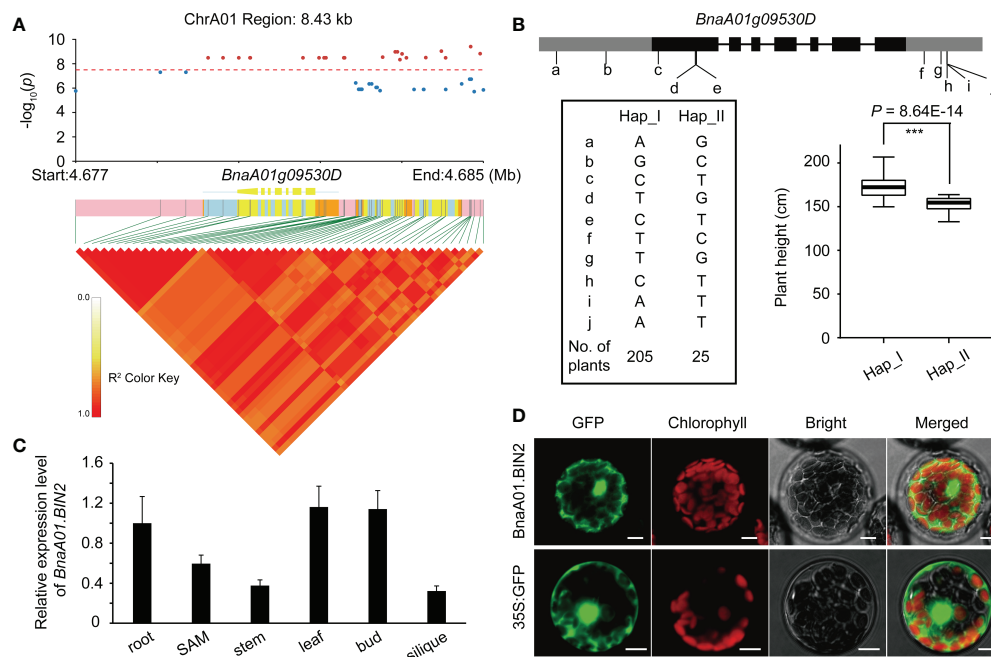 A
ChrA01 Region: 8.43 kb
-log10(p)
10
8
6
4
2
0
Start:4.677
BnaA01g09530D
End:4.685 (Mb)
0.0
R2 Color Key
1.0
B
BnaA01g09530D
a
b
c
d
e
f
g
h
i
Hap_I Hap_II
a A G
b G C
c C T
d T G
e C T
f T C
g T G
h C T
i A T
j A T
No. of plants 205 25
P = 8.64E-14
***
Plant height (cm)
200
150
100
50
0
Hap_I
Hap_II
C
Relative expression level
of BnaA01.BIN2
1.6
1.2
0.8
0.4
0
root
SAM
stem
leaf
bud
silique
D
GFP
Chlorophyll
Bright
Merged
BnaA01.BIN2
35S:GFP